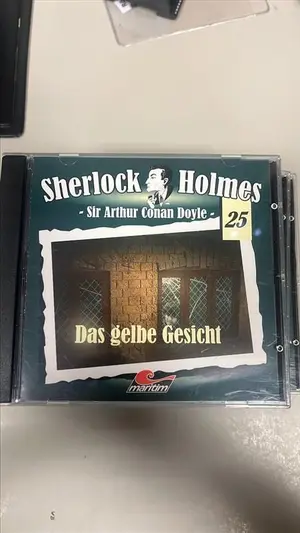 Sherlock Holmes
- Sir Arthur Conan Doyle -
25
Das gelbe Gesicht
maritim